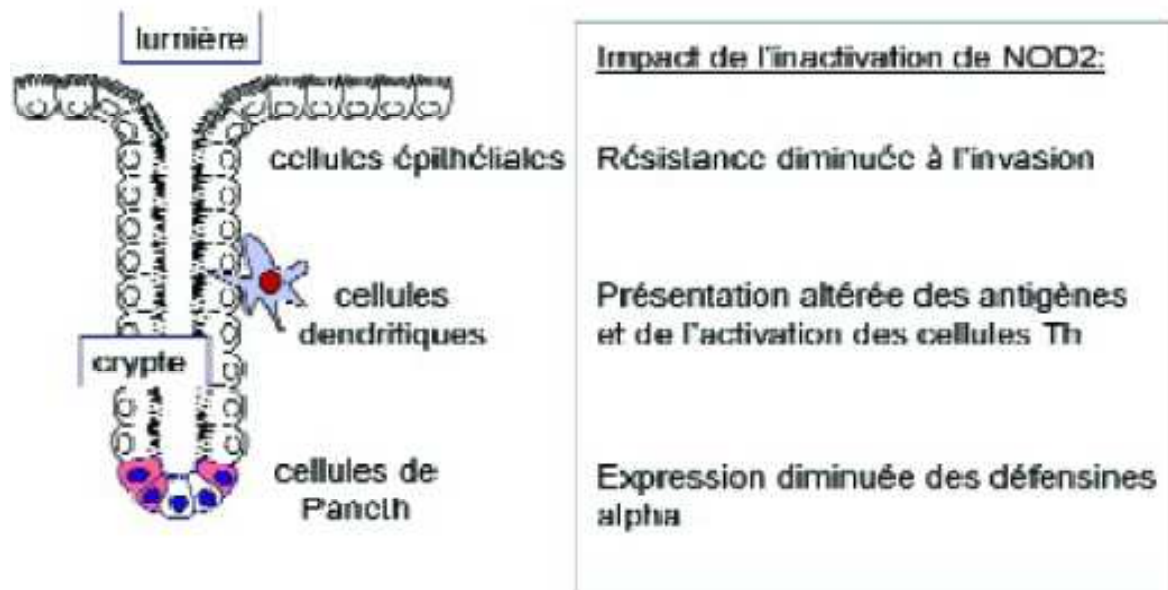 lumière
Impact de l'inactivation de NOD2:
cellules épithéliales
Résistance diminuée à l'invasion
cellules
dendritiques
Présentation altérée des antigènes
et de l'activation des cellules Th
crypte
cellules de
Paneth
Expression diminuée des défensines
alpha